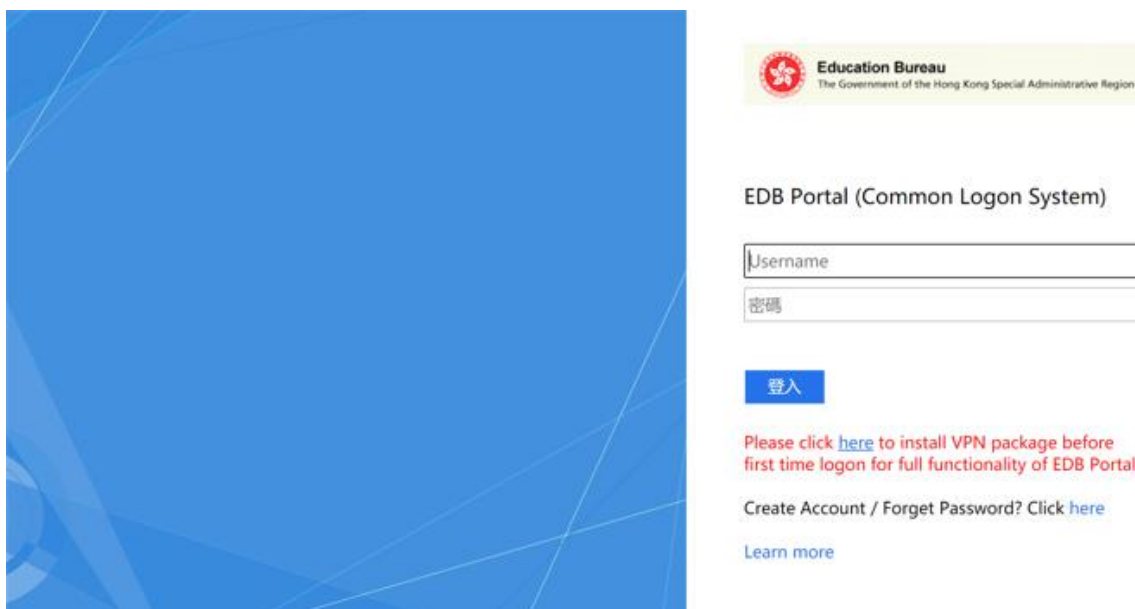 Education Bureau
The Government of the Hong Kong Special Administrative Region
EDB Portal (Common Logon System)
Username
密碼
登入
Please click here to install VPN package before
first time logon for full functionality of EDB Portal
Create Account / Forget Password? Click here
Learn more